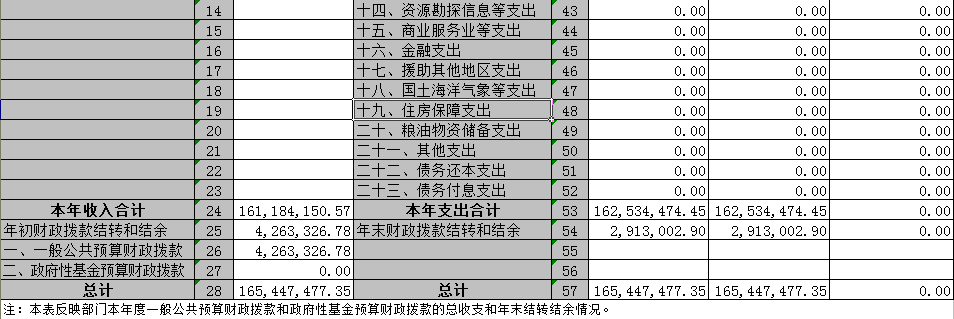 14 十四、资源勘探信息等支出 43 0.00 0.00 0.00
15 十五、商业服务业等支出 44 0.00 0.00 0.00
16 十六、金融支出 45 0.00 0.00 0.00
17 十七、援助其他地区支出 46 0.00 0.00 0.00
18 十八、国土海洋气象等支出 47 0.00 0.00 0.00
19 十九、住房保障支出 48 0.00 0.00 0.00
20 二十、粮油物资储备支出 49 0.00 0.00 0.00
21 二十一、其他支出 50 0.00 0.00 0.00
22 二十二、债务还本支出 51 0.00 0.00 0.00
23 二十三、债务付息支出 52 0.00 0.00 0.00
本年收入合计 24 161,184,150.57 本年支出合计 53 162,534,474.45 162,534,474.45 0.00
年初财政拨款结转和结余 25 4,263,326.78 年末财政拨款结转和结余 54 2,913,002.90 2,913,002.90 0.00
一、一般公共预算财政拨款 26 4,263,326.78 55
二、政府性基金预算财政拨款 27 0.00 56
总计 28 165,447,477.35 总计 57 165,447,477.35 165,447,477.35 0.00
注：本表反映部门本年度一般公共预算财政拨款和政府性基金预算财政拨款的总收支和年末结转结余情况。